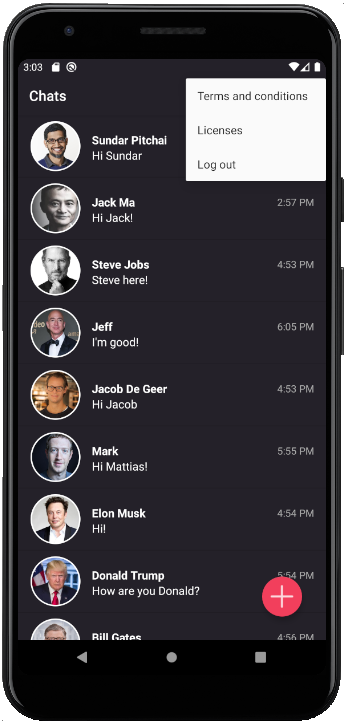 3:03
Chats
Terms and conditions
Licenses
Log out
Sundar Pitchai
Hi Sundar
Jack Ma
2:57 PM
Hi Jack!
Steve Jobs
4:53 PM
Steve here!
Jeff
6:05 PM
I'm good!
Jacob De Geer
4:53 PM
Hi Jacob
Mark
5:55 PM
Hi Mattias!
Elon Musk
4:54 PM
Hi!
Donald Trump
5:54 PM
How are you Donald?
Bill Gates
4:56 PM